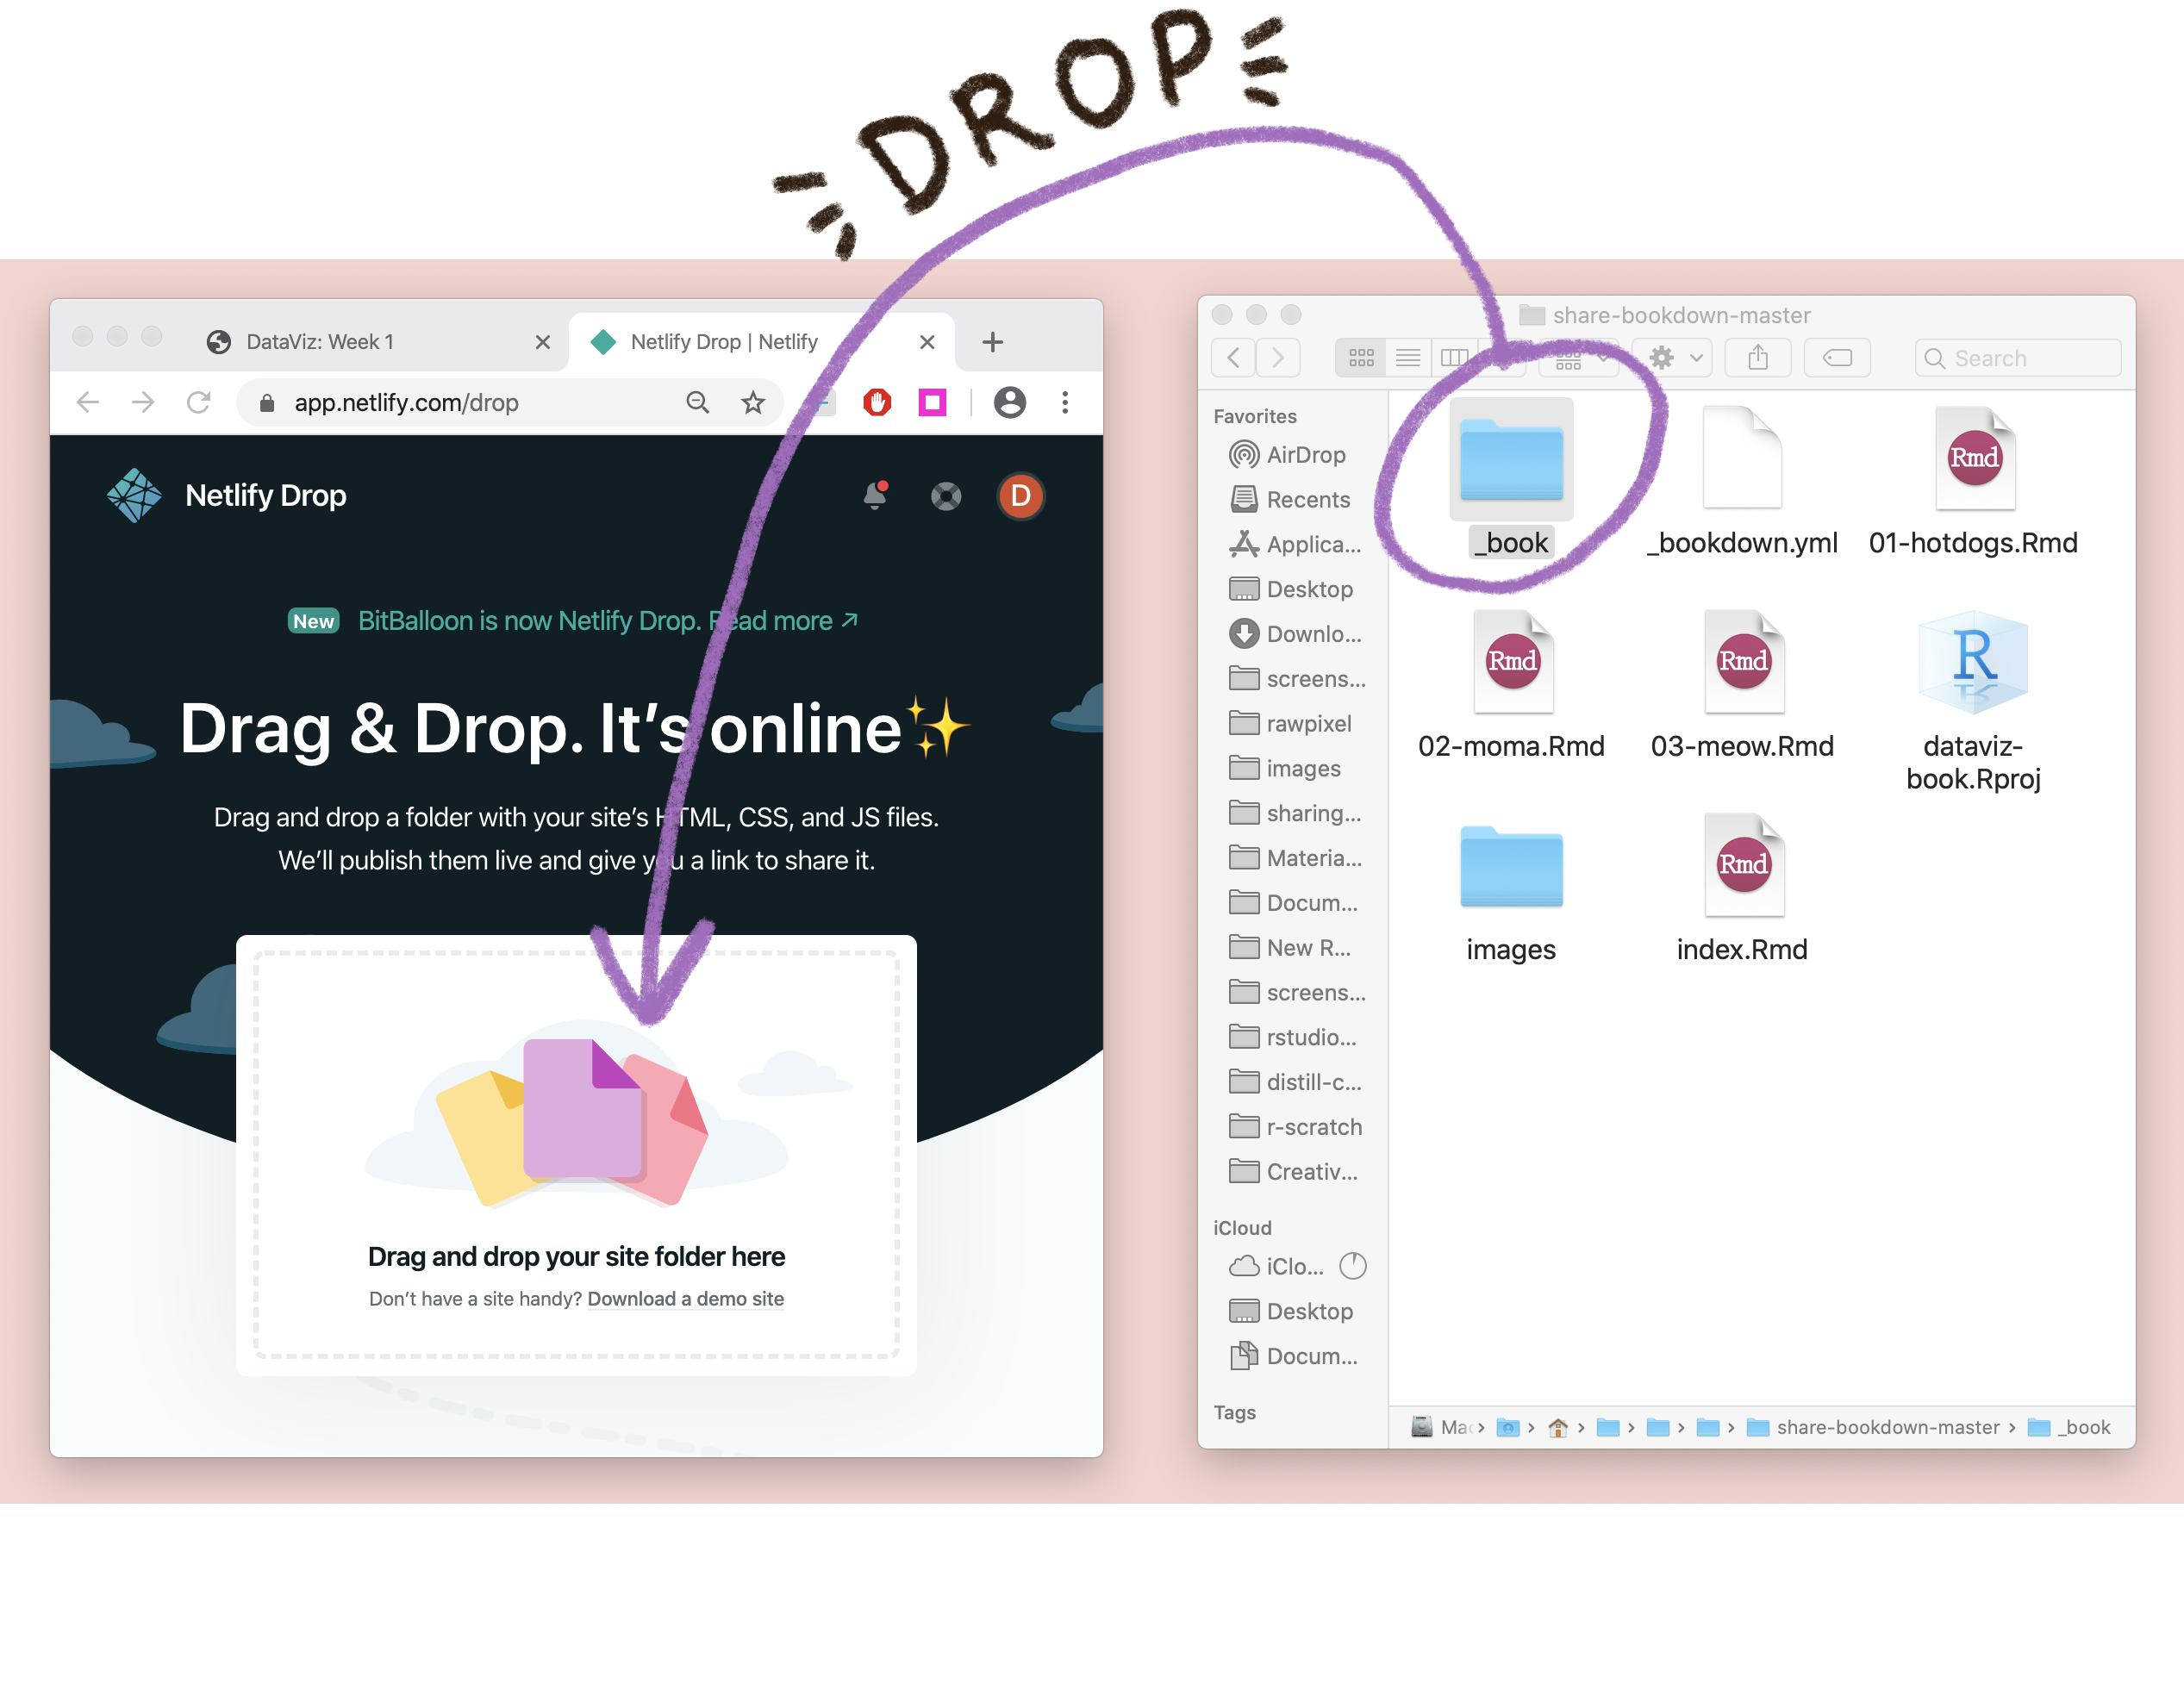 DROP
DataViz: Week 1
Netlify Drop | Netlify
app.netlify.com/drop
Netlify Drop
D
New BitBalloon is now Netlify Drop. Read more ↗
Drag & Drop. It's online✨
Drag and drop a folder with your site's HTML, CSS, and JS files.
We'll publish them live and give you a link to share it.
Drag and drop your site folder here
Don't have a site handy? Download a demo site
share-bookdown-master
Search
Favorites
AirDrop
Recents
Applica...
Desktop
Downlo...
screens...
rawpixel
images
sharing...
Materia...
Docum...
New R...
screens...
rstudio...
distill-c...
r-scratch
Creativ...
iCloud
iClo...
Desktop
Docum...
Tags
Rmd
_book _bookdown.yml 01-hotdogs.Rmd
Rmd Rmd R
02-moma.Rmd 03-meow.Rmd dataviz-
book.Rproj
Rmd
images index.Rmd
Mac › › › › › › share-bookdown-master › _book